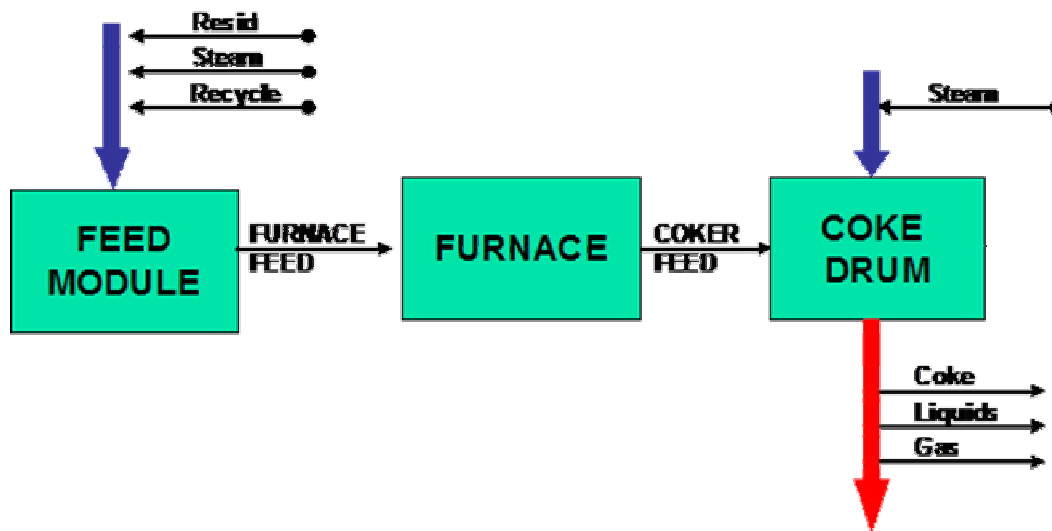 Resid
Steam
Recycle
Steam
FEED
MODULE
FURNACE
FEED
FURNACE
COKER
FEED
COKE
DRUM
Coke
Liquids
Gas